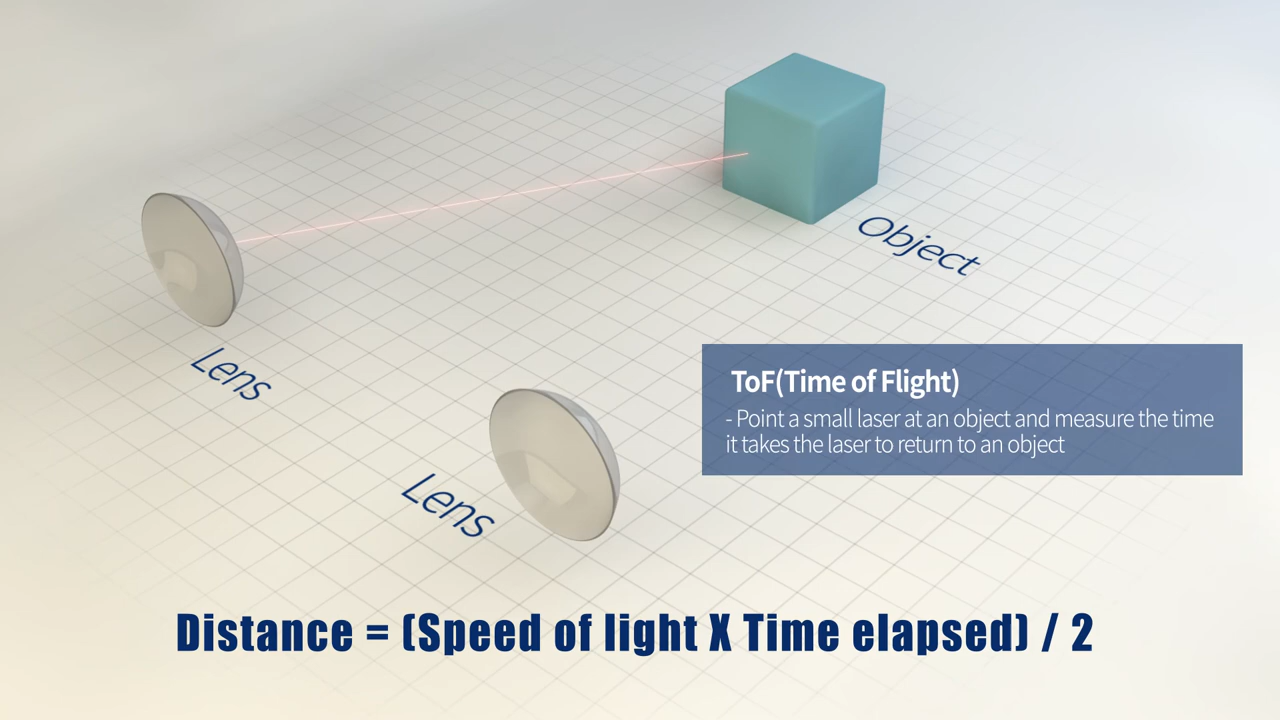 Object
Lens
ToF(Time of Flight)
- Point a small laser at an object and measure the time
it takes the laser to return to an object
Lens
Distance = (Speed of light X Time elapsed) / 2